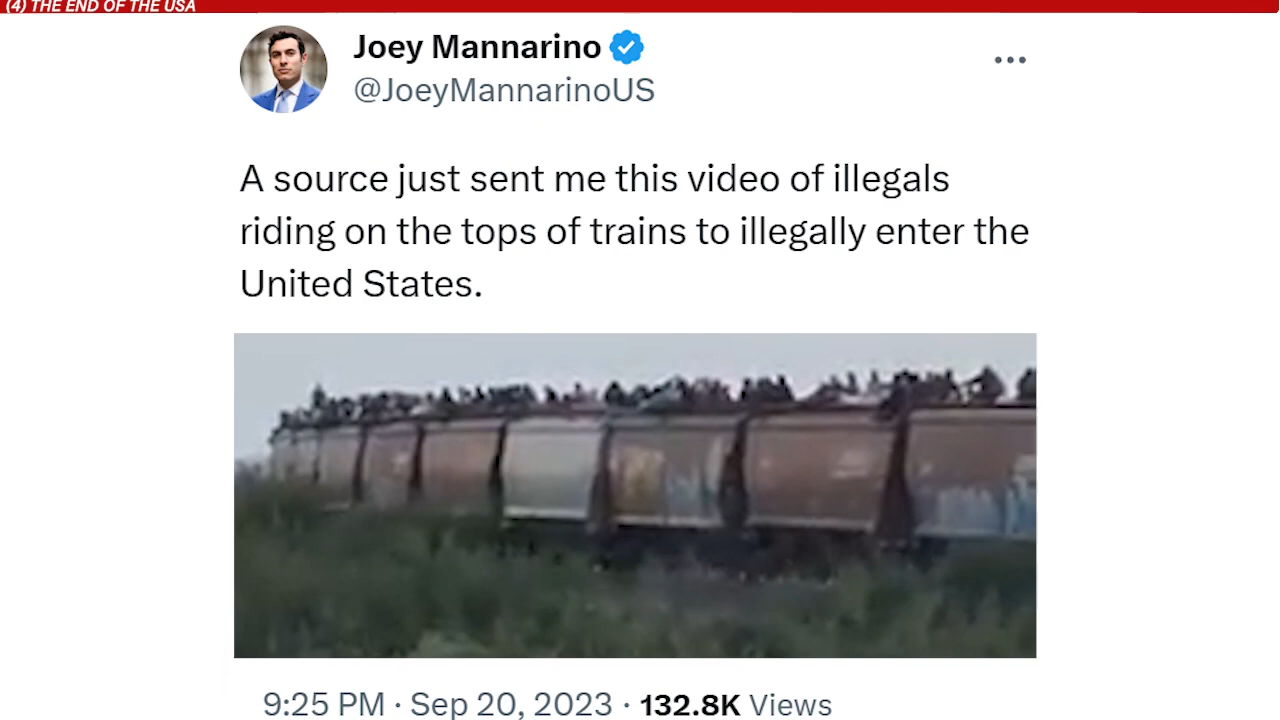 (4) THE END OF THE USA
Joey Mannarino
@JoeyMannarinoUS
A source just sent me this video of illegals
riding on the tops of trains to illegally enter the
United States.
9:25 PM · Sep 20, 2023 · 132.8K Views